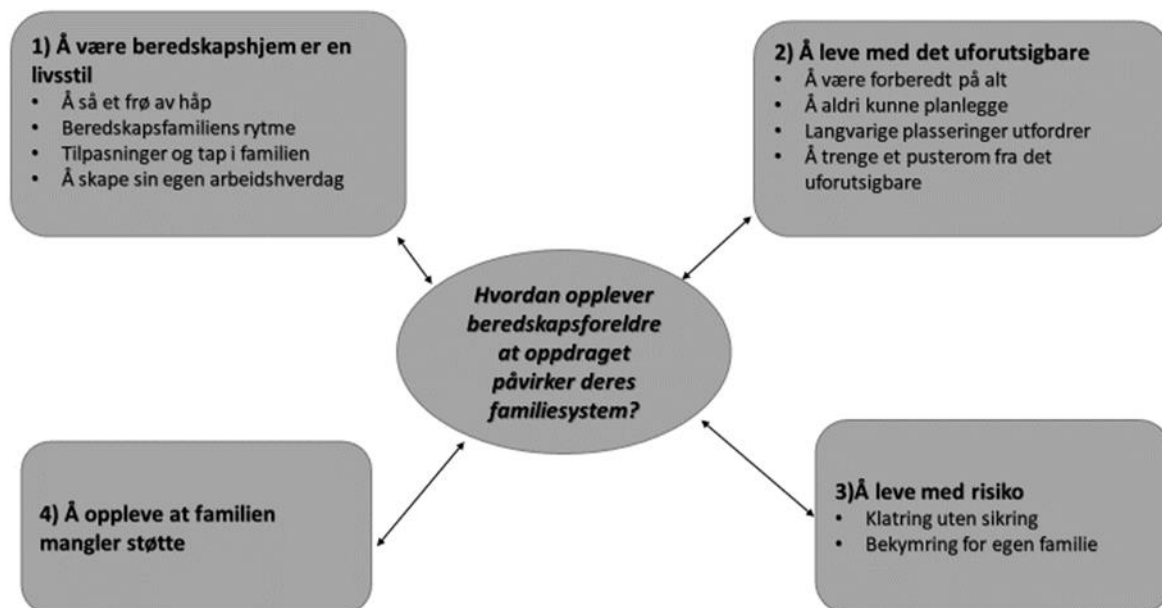 1) Å være beredskapshjem er en
livsstil
• Å så et frø av håp
• Beredskapsfamiliens rytme
• Tilpasninger og tap i familien
• Å skape sin egen arbeidshverdag
2) Å leve med det uforutsigbare
• Å være forberedt på alt
• Å aldri kunne planlegge
• Langvarige plasseringer utfordrer
• Å trenge et pusterom fra det
uforutsigbare
Hvordan opplever
beredskapsforeldre
at oppdraget
påvirker deres
familiesystem?
4) Å oppleve at familien
mangler støtte
3)Å leve med risiko
• Klatring uten sikring
• Bekymring for egen familie